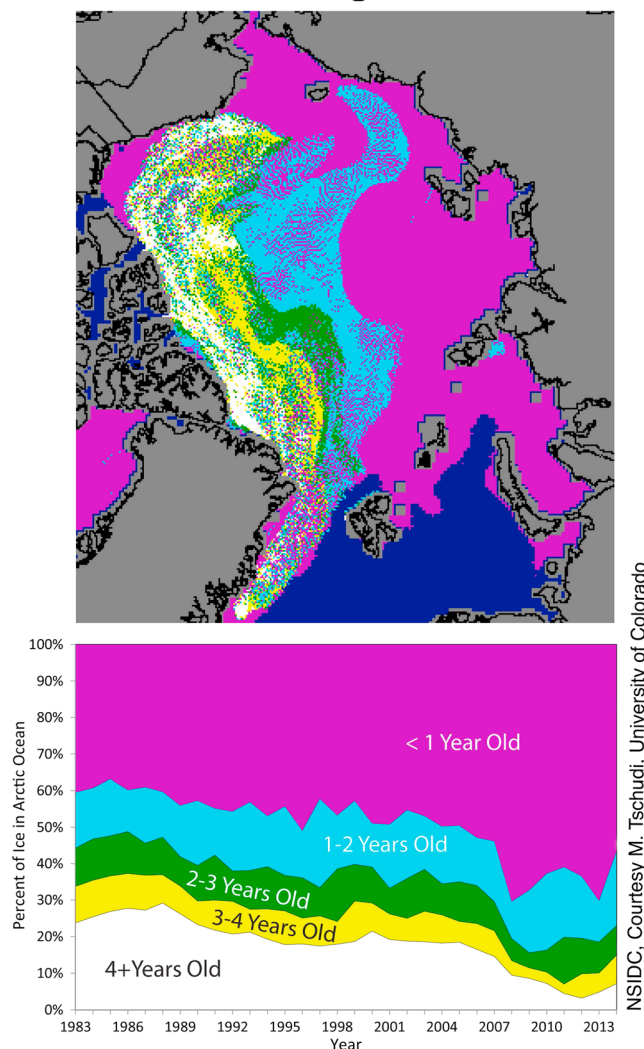 100%
90%
80%
70%
60%
50%
40%
30%
20%
10%
0%
Percent of Ice in Arctic Ocean
< 1 Year Old
1-2 Years Old
2-3 Years Old
3-4 Years Old
4+Years Old
1983 1986 1989 1992 1995 1998 2001 2004 2007 2010 2013
Year
NSIDC, Courtesy M. Tschudi, University of Colorado